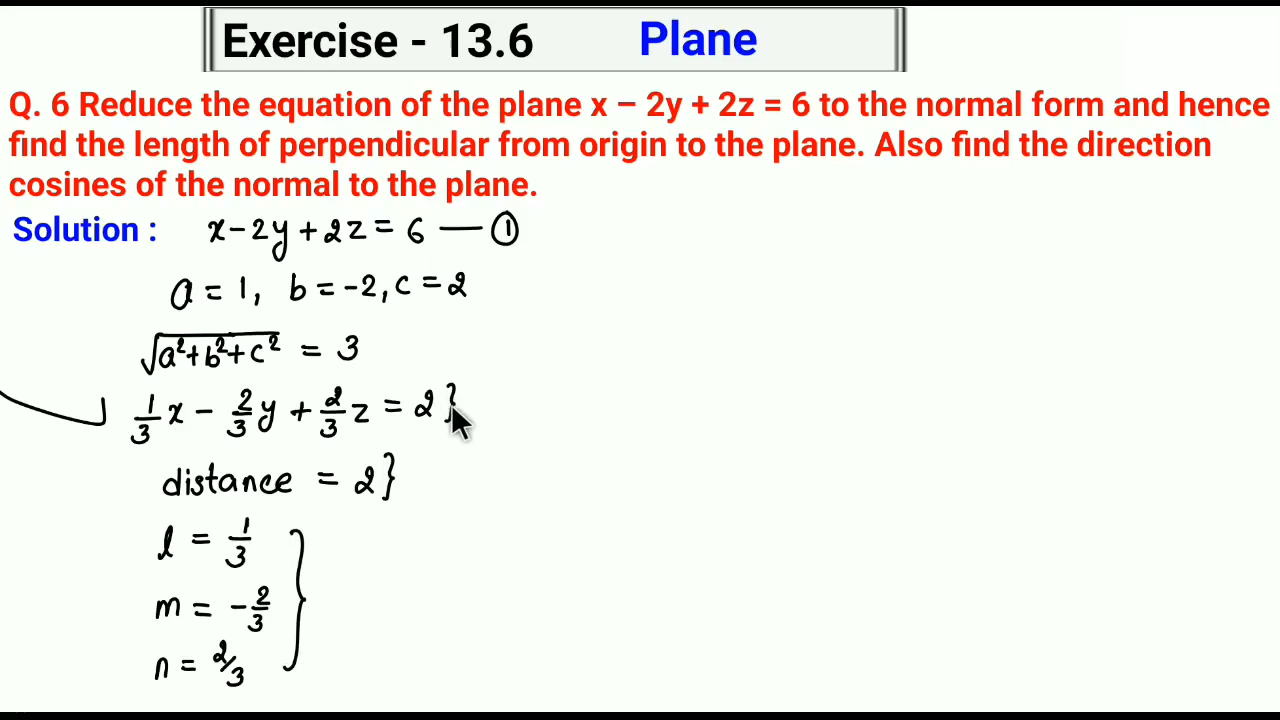 Exercise - 13.6 Plane
Q. 6 Reduce the equation of the plane x – 2y + 2z = 6 to the normal form and hence
find the length of perpendicular from origin to the plane. Also find the direction
cosines of the normal to the plane.
Solution : x - 2y + 2z = 6 — ①
a = 1, b = -2, c = 2
√(a²+b²+c²) = 3
1/3 x - 2/3 y + 2/3 z = 2 }
distance = 2 }
l = 1/3
m = - 2/3
n = 2/3